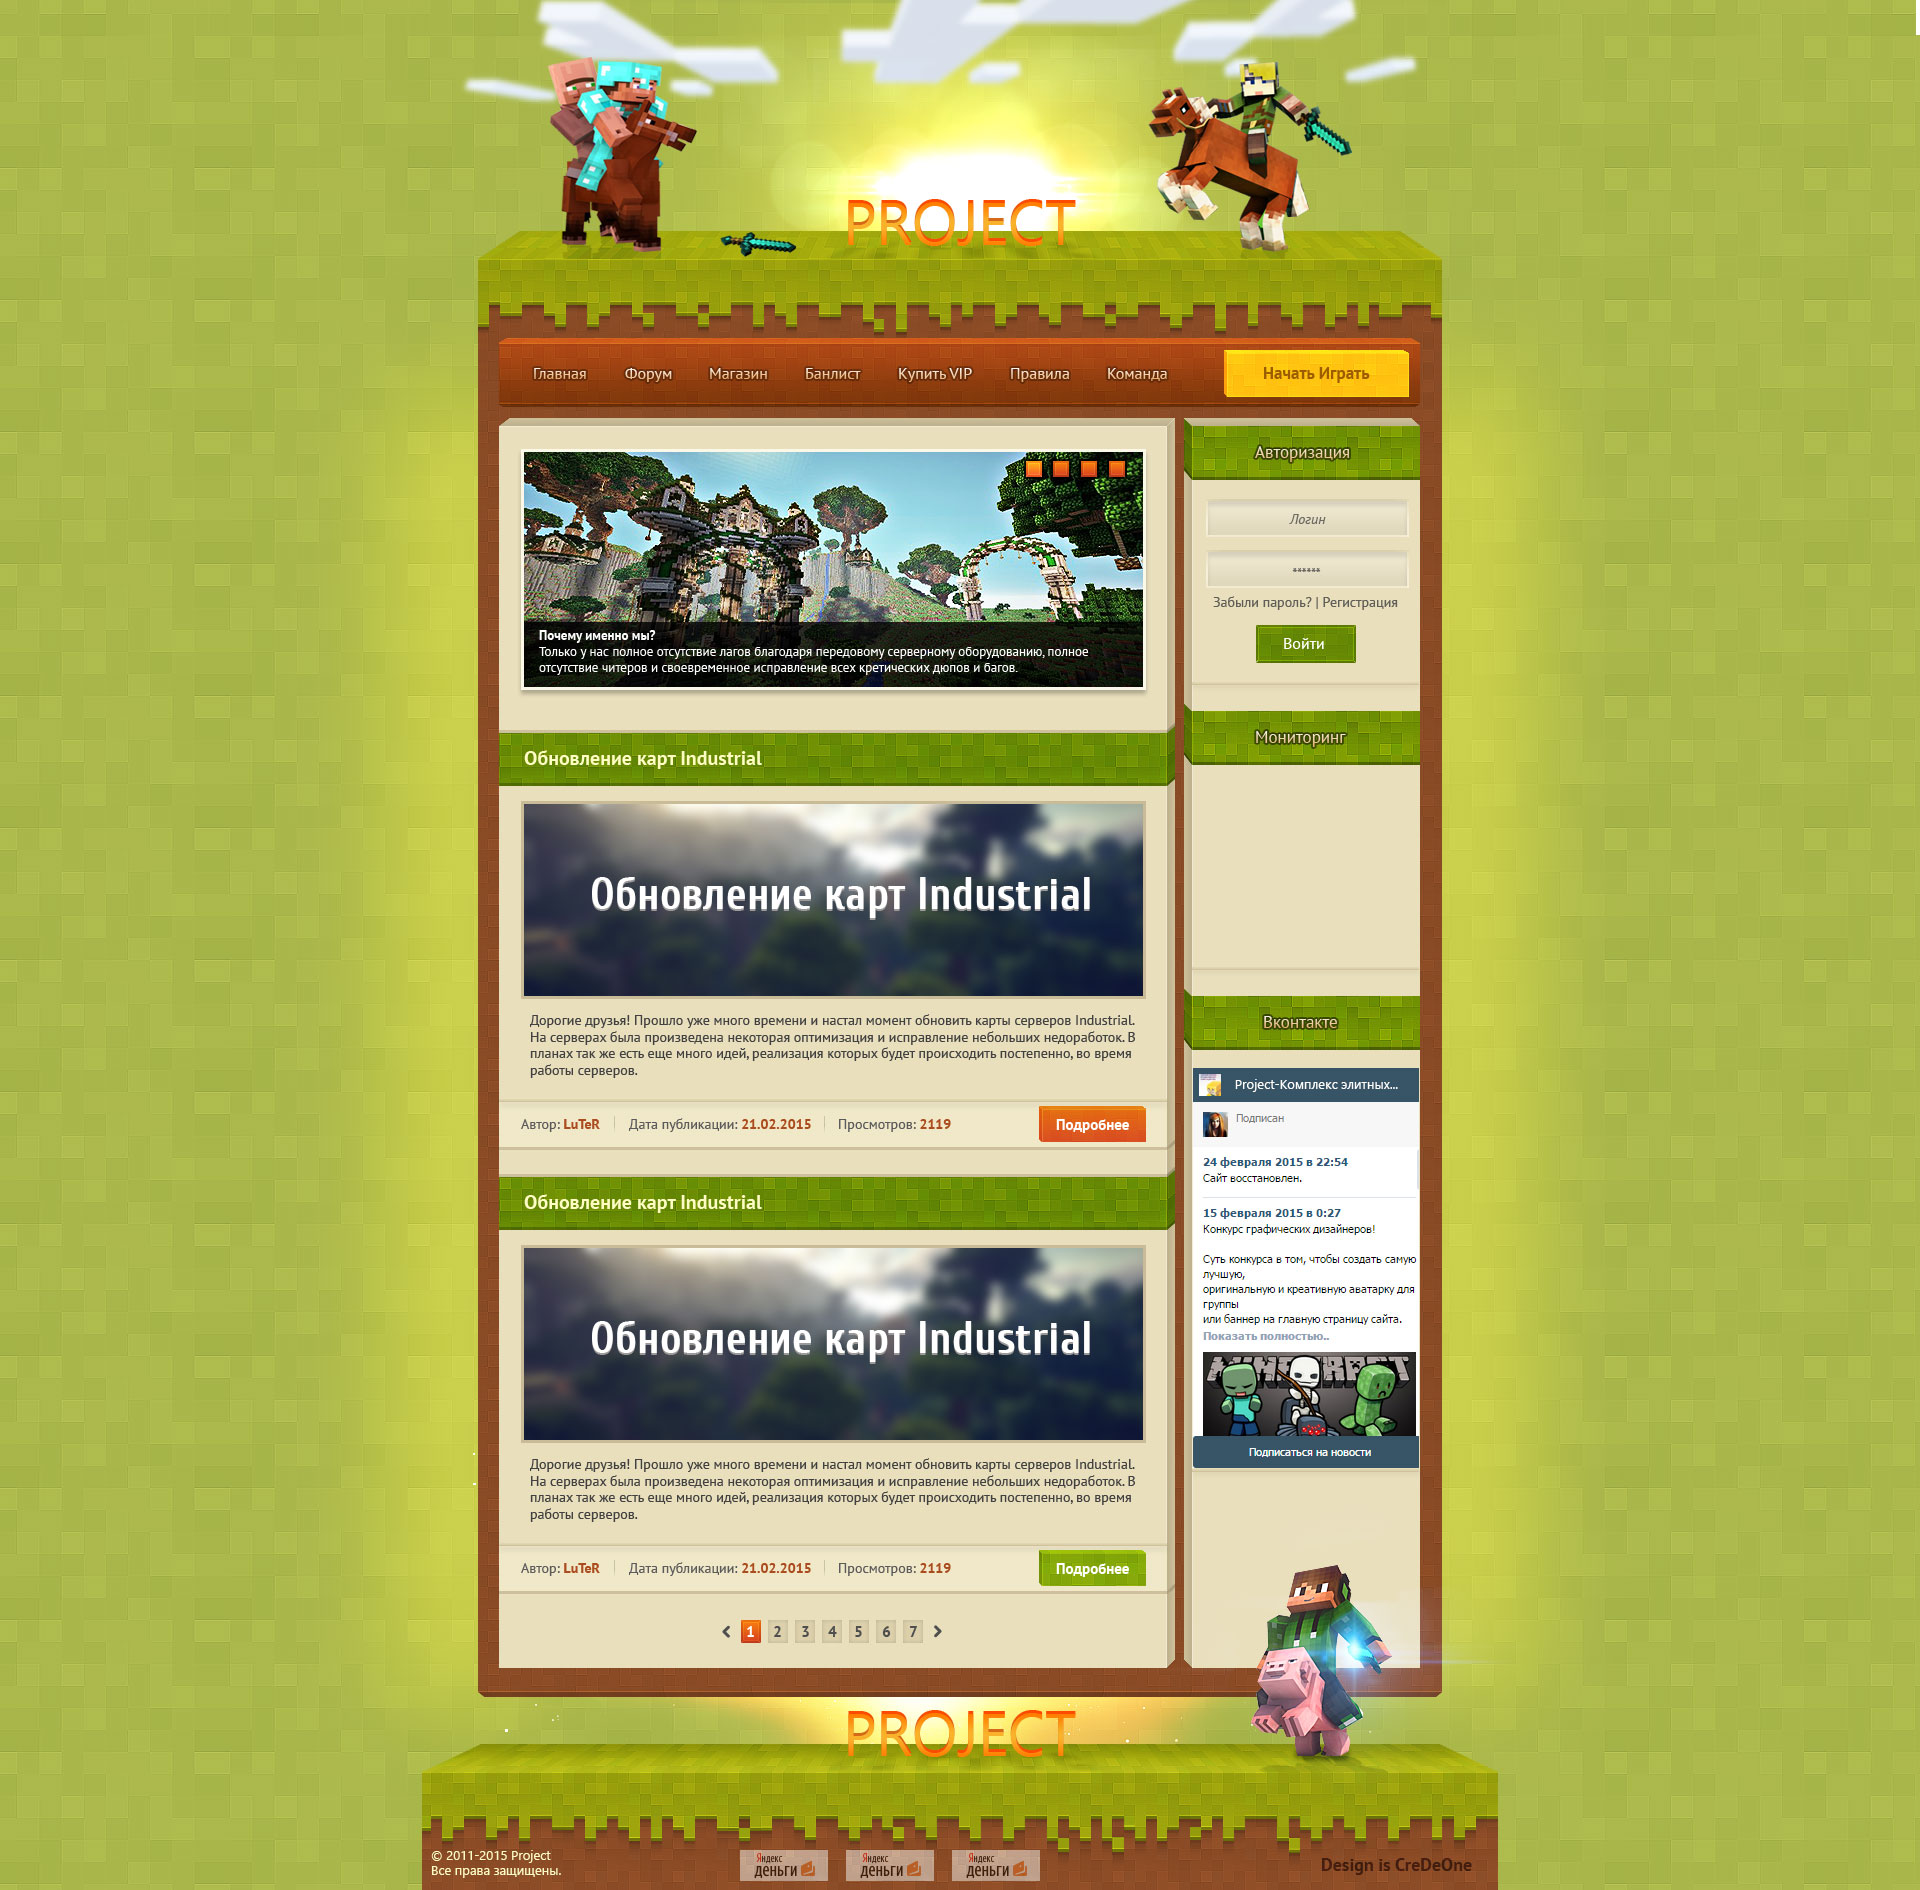 PROJECT
Главная Форум Магазин Банлист Купить VIP Правила Команда Начать Играть
Почему именно мы?
Только у нас полное отсутствие лагов благодаря передовому серверному оборудованию, полное
отсутствие читеров и своевременное исправление всех кретических дюпов и багов.
Обновление карт Industrial
Обновление карт Industrial
Дорогие друзья! Прошло уже много времени и настал момент обновить карты серверов Industrial.
На серверах была произведена некоторая оптимизация и исправление небольших недоработок. В
планах так же есть еще много идей, реализация которых будет происходить постепенно, во время
работы серверов.
Автор: LuTeR Дата публикации: 21.02.2015 Просмотров: 2119 Подробнее
Обновление карт Industrial
Обновление карт Industrial
Дорогие друзья! Прошло уже много времени и настал момент обновить карты серверов Industrial.
На серверах была произведена некоторая оптимизация и исправление небольших недоработок. В
планах так же есть еще много идей, реализация которых будет происходить постепенно, во время
работы серверов.
Автор: LuTeR Дата публикации: 21.02.2015 Просмотров: 2119 Подробнее
1 2 3 4 5 6 7
Авторизация
Логин
******
Забыли пароль? | Регистрация
Войти
Мониторинг
Вконтакте
Project-Комплекс элитных...
Подписан
24 февраля 2015 в 22:54
Сайт восстановлен.
15 февраля 2015 в 0:27
Конкурс графических дизайнеров!
Суть конкурса в том, чтобы создать самую
лучшую,
оригинальную и креативную аватарку для
группы
или баннер на главную страницу сайта.
Показать полностью..
MINECRAFT
Подписаться на новости
PROJECT
© 2011-2015 Project
Все права защищены.
Яндекс деньги
Яндекс деньги
Яндекс деньги
Design is CreDeOne